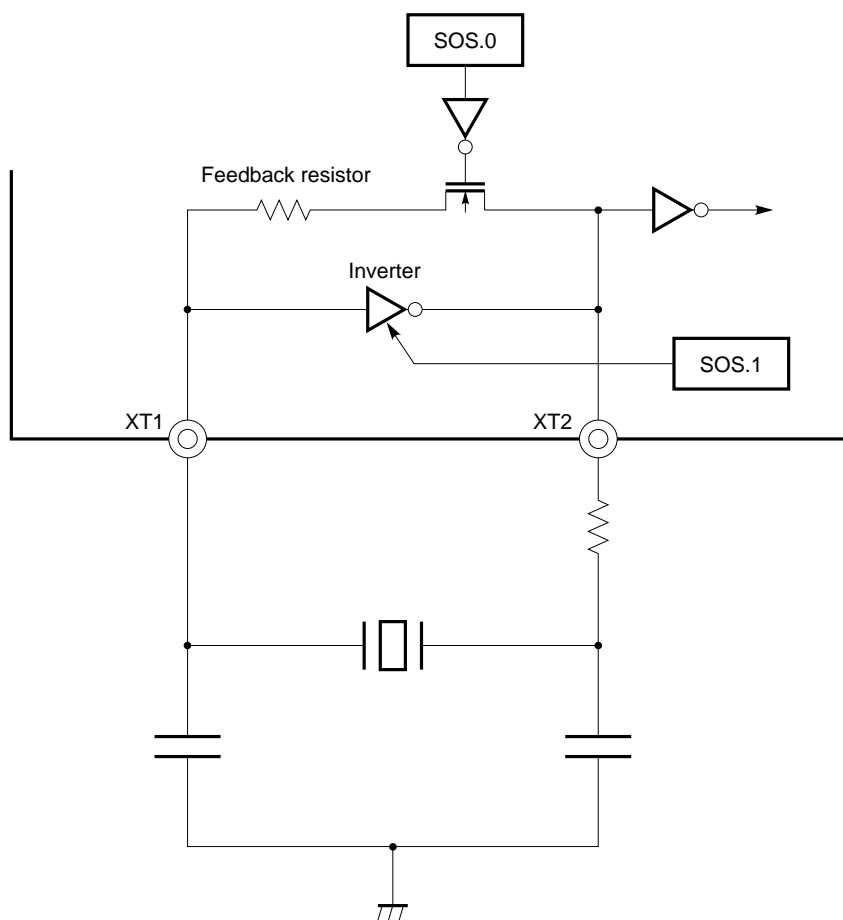 SOS.0
Feedback resistor
Inverter
SOS.1
XT1
XT2